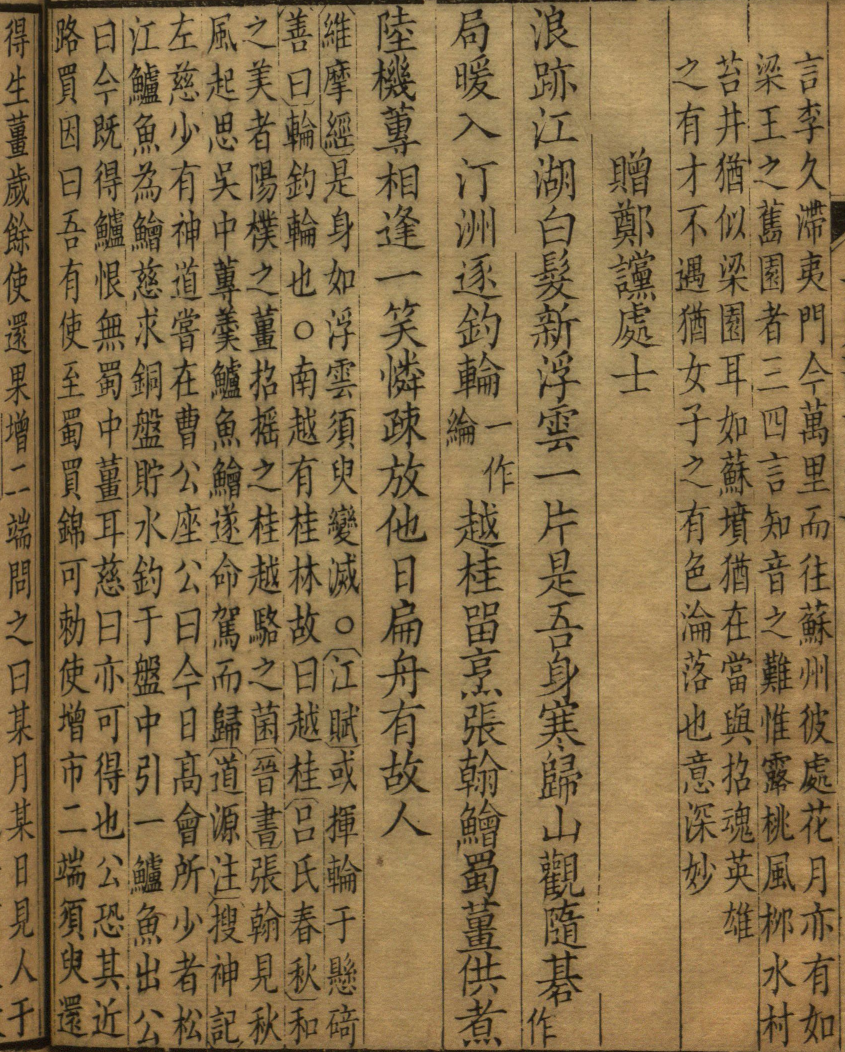 言李久滯夷門今萬里而往蘇州彼處花月亦有如
梁王之舊園者三四言知音之難惟露桃風栁水村
苔井猶似梁園耳如蘇墳猶在當與招魂英雄
之有才不遇猶女子之有色淪落也意深妙
贈鄭讜處士
浪跡江湖白髮新浮雲一片是吾身寒歸山觀隨碁作
局暖入汀洲逐釣輪一作綸越桂㽞烹張翰鱠蜀薑供煮
陸機蓴相逢一笑憐疎放他日扁舟有故人
維摩經是身如浮雲須臾變滅○江賦或揮輪于懸碕
善曰輪釣輪也○南越有桂林故曰越桂呂氏春秋和
之美者陽樸之薑招摇之桂越駱之菌晉書張翰見秋
風起思吳中蓴羹鱸魚鱠遂命駕而歸道源注搜神記
左慈少有神道嘗在曹公座公曰今日髙會所少者松
江鱸魚為鱠慈求銅盤貯水釣于盤中引一鱸魚出公
曰今既得鱸恨無蜀中薑耳慈曰亦可得也公恐其近
路買因曰吾有使至蜀買錦可勅使增市二端須臾還
得生薑歲餘使還果增二端問之曰某月某日見人于